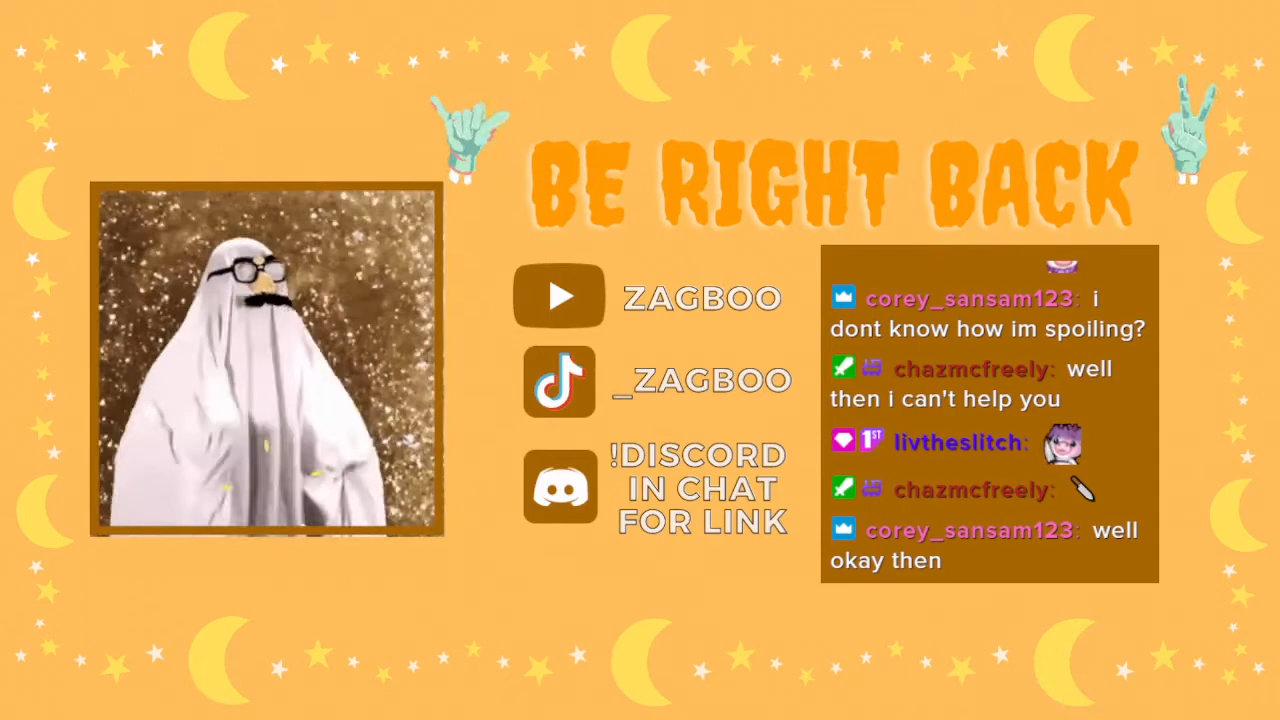 BE RIGHT BACK
ZAGBOO
_ZAGBOO
!DISCORD
IN CHAT
FOR LINK
corey_sansam123: i
dont know how im spoiling?
chazmcfreely: well
then i can't help you
1ST livtheslitch:
chazmcfreely:
corey_sansam123: well
okay then